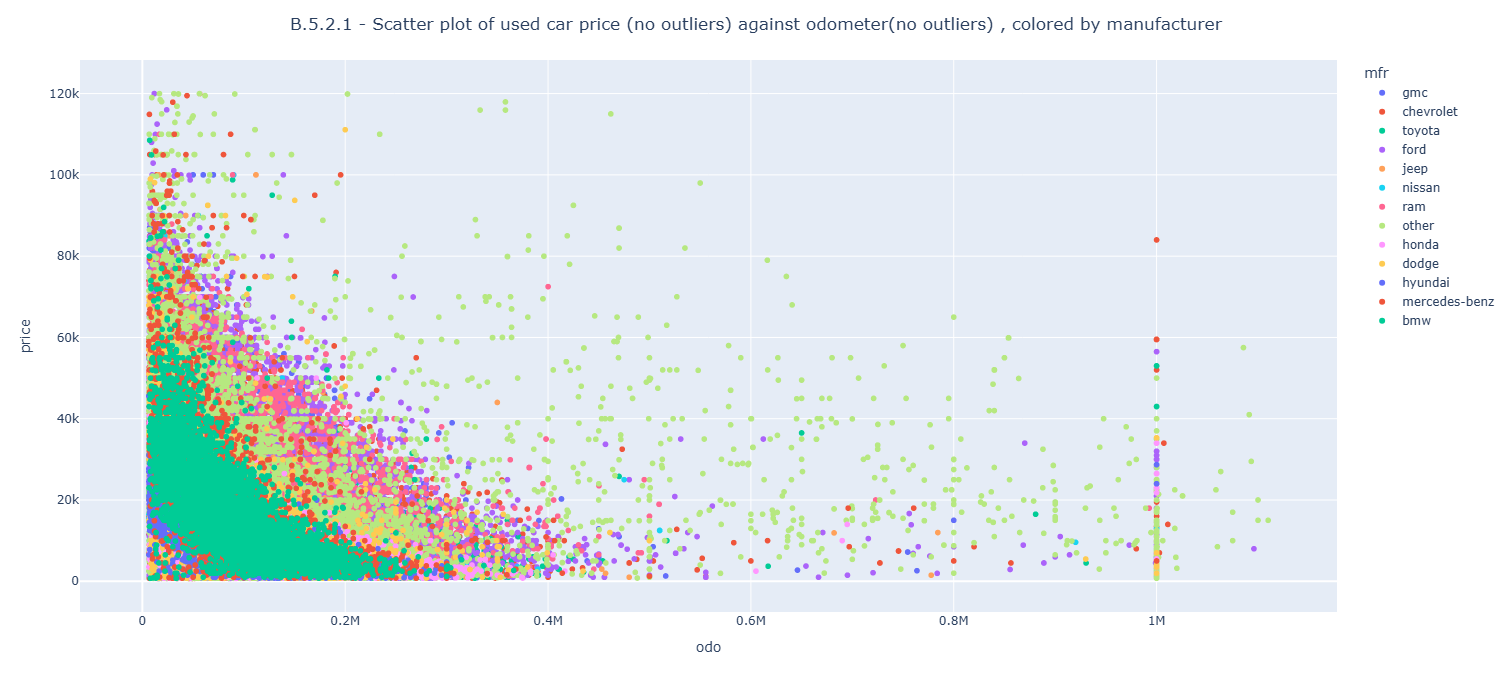 B.5.2.1 - Scatter plot of used car price (no outliers) against odometer(no outliers) , colored by manufacturer
mfr
gmc
chevrolet
toyota
ford
jeep
nissan
ram
other
honda
dodge
hyundai
mercedes-benz
bmw
120k
100k
80k
60k
40k
20k
0
price
0
0.2M
0.4M
0.6M
0.8M
1M
odo